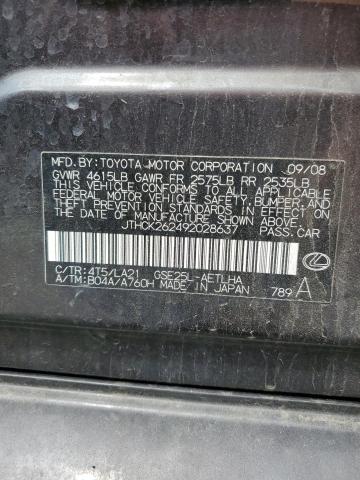 MFD.BY:TOYOTA MOTOR CORPORATION 09/08
GVWR 4615LB GAWR FR 2575LB RR 2535LB
THIS VEHICLE CONFORMS TO ALL APPLICABLE
FEDERAL MOTOR VEHICLE SAFETY, BUMPER, AND
THEFT PREVENTION STANDARDS IN EFFECT ON
THE DATE OF MANUFACTURE SHOWN ABOVE.
JTHCK262492028637 PASS.CAR
C/TR:4T5/LA21 GSE25L-AETLHA
A/TM:B04A/A760H MADE IN JAPAN 789 A